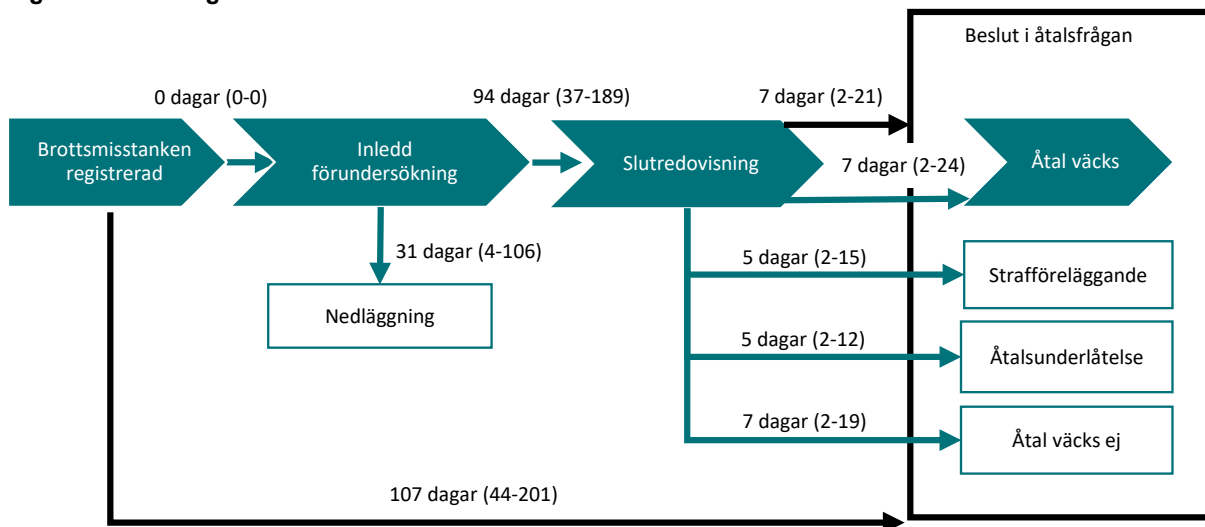 Beslut i åtalsfrågan
0 dagar (0-0)
94 dagar (37-189)
7 dagar (2-21)
Brottsmisstanken
registrerad
Inledd
förundersökning
Slutredovisning
7 dagar (2-24)
Åtal väcks
31 dagar (4-106)
5 dagar (2-15)
Strafföreläggande
Nedläggning
5 dagar (2-12)
Åtalsunderlåtelse
7 dagar (2-19)
Åtal väcks ej
107 dagar (44-201)